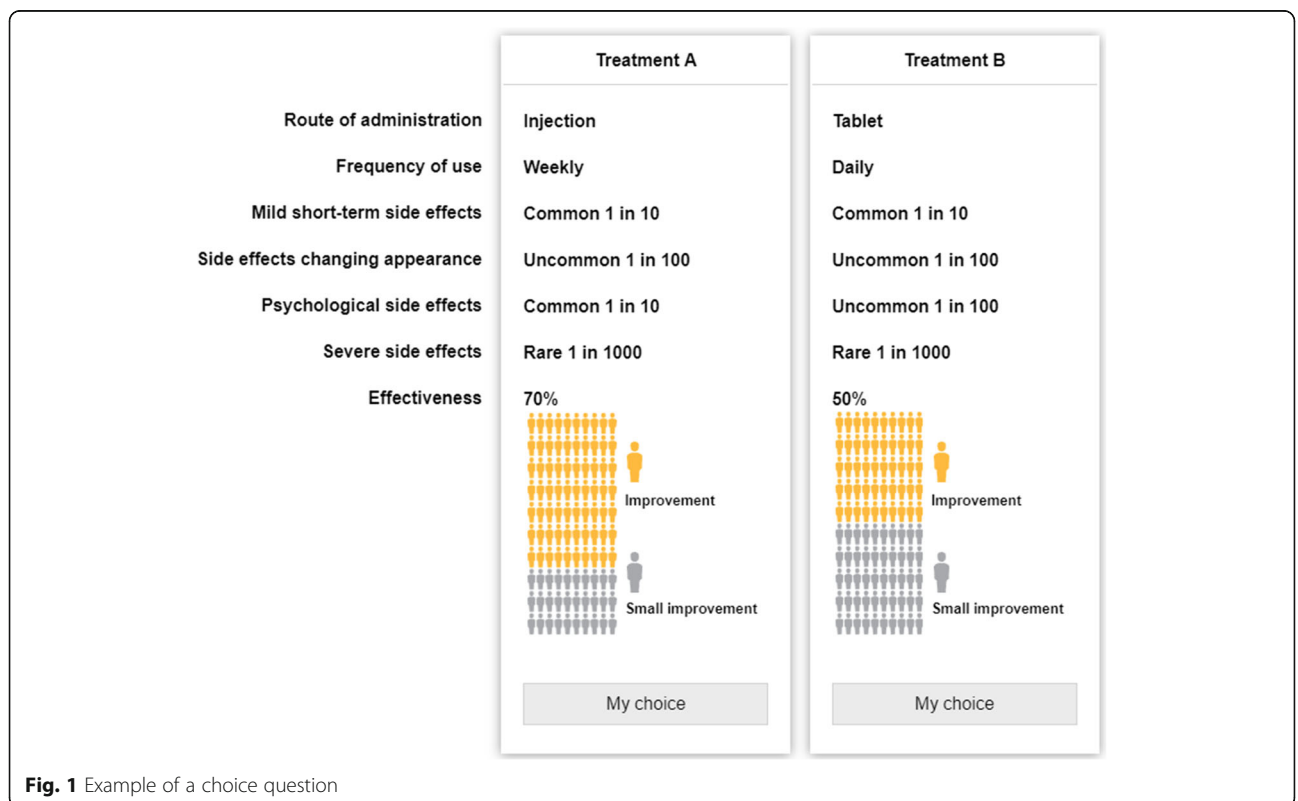 Treatment A Treatment B
Route of administration Injection Tablet
Frequency of use Weekly Daily
Mild short-term side effects Common 1 in 10 Common 1 in 10
Side effects changing appearance Uncommon 1 in 100 Uncommon 1 in 100
Psychological side effects Common 1 in 10 Uncommon 1 in 100
Severe side effects Rare 1 in 1000 Rare 1 in 1000
Effectiveness 70% 50%
Improvement Improvement
Small improvement Small improvement
My choice My choice
Fig. 1 Example of a choice question